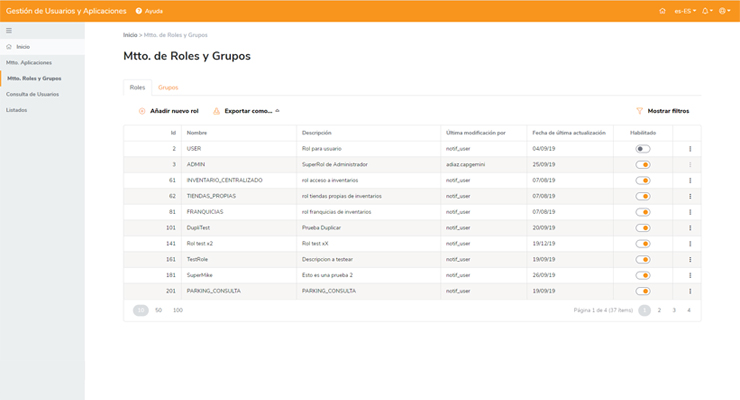 Gestión de Usuarios y Aplicaciones Ayuda es-ES
Inicio
Mtto. Aplicaciones
Mtto. Roles y Grupos
Consulta de Usuarios
Listados
Inicio > Mtto. de Roles y Grupos
Mtto. de Roles y Grupos
Roles Grupos
Añadir nuevo rol Exportar como... Mostrar filtros
Id Nombre Descripción Última modificación por Fecha de última actualización Habilitado
2 USER Rol para usuario notif_user 04/09/19
3 ADMIN SuperRol de Administrador adiaz.capgemini 25/09/19
61 INVENTARIO_CENTRALIZADO rol acceso a inventarios notif_user 07/08/19
62 TIENDAS_PROPIAS rol tiendas propias de inventarios notif_user 07/08/19
81 FRANQUICIAS rol franquicias de inventarios notif_user 07/08/19
101 DupliTest Prueba Duplicar notif_user 20/09/19
141 Rol test x2 Rol test xX notif_user 19/12/19
161 TestRole Descripcion a testear notif_user 19/09/19
181 SuperMike Esto es una prueba 2 notif_user 26/09/19
201 PARKING_CONSULTA PARKING_CONSULTA notif_user 19/09/19
10 50 100 Página 1 de 4 (37 items) 1 2 3 4